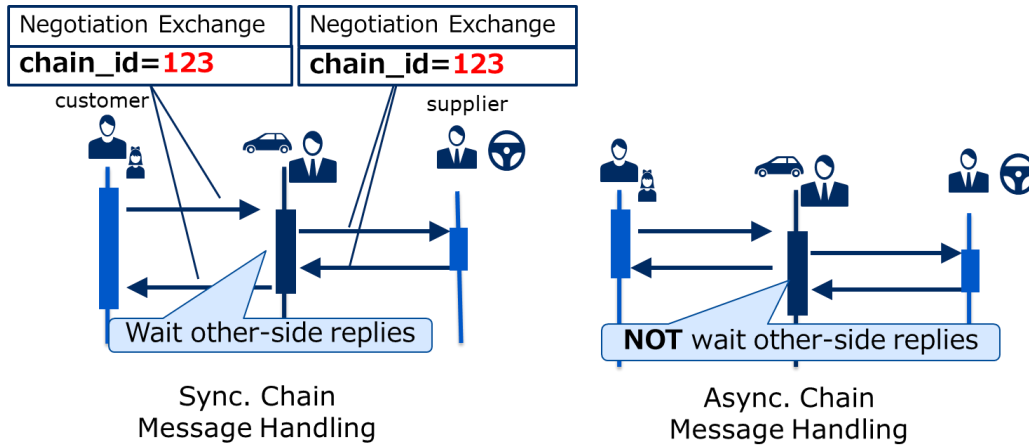 Negotiation Exchange
chain_id=123
Negotiation Exchange
chain_id=123
customer
supplier
Wait other-side replies
NOT wait other-side replies
Sync. Chain
Message Handling
Async. Chain
Message Handling